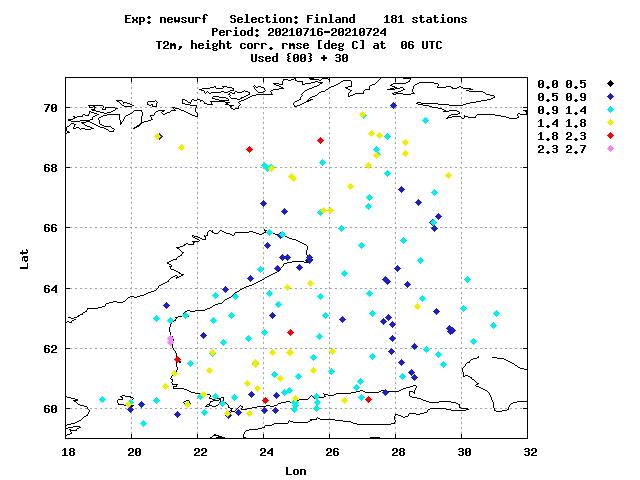 Exp: newsurf   Selection: Finland    181 stations
Period: 20210716-20210724
T2m, height corr. rmse [deg C] at  06 UTC
Used {00} + 30
0.0 0.5
0.5 0.9
0.9 1.4
1.4 1.8
1.8 2.3
2.3 2.7
70
68
66
64
62
60
Lat
18 20 22 24 26 28 30 32
Lon